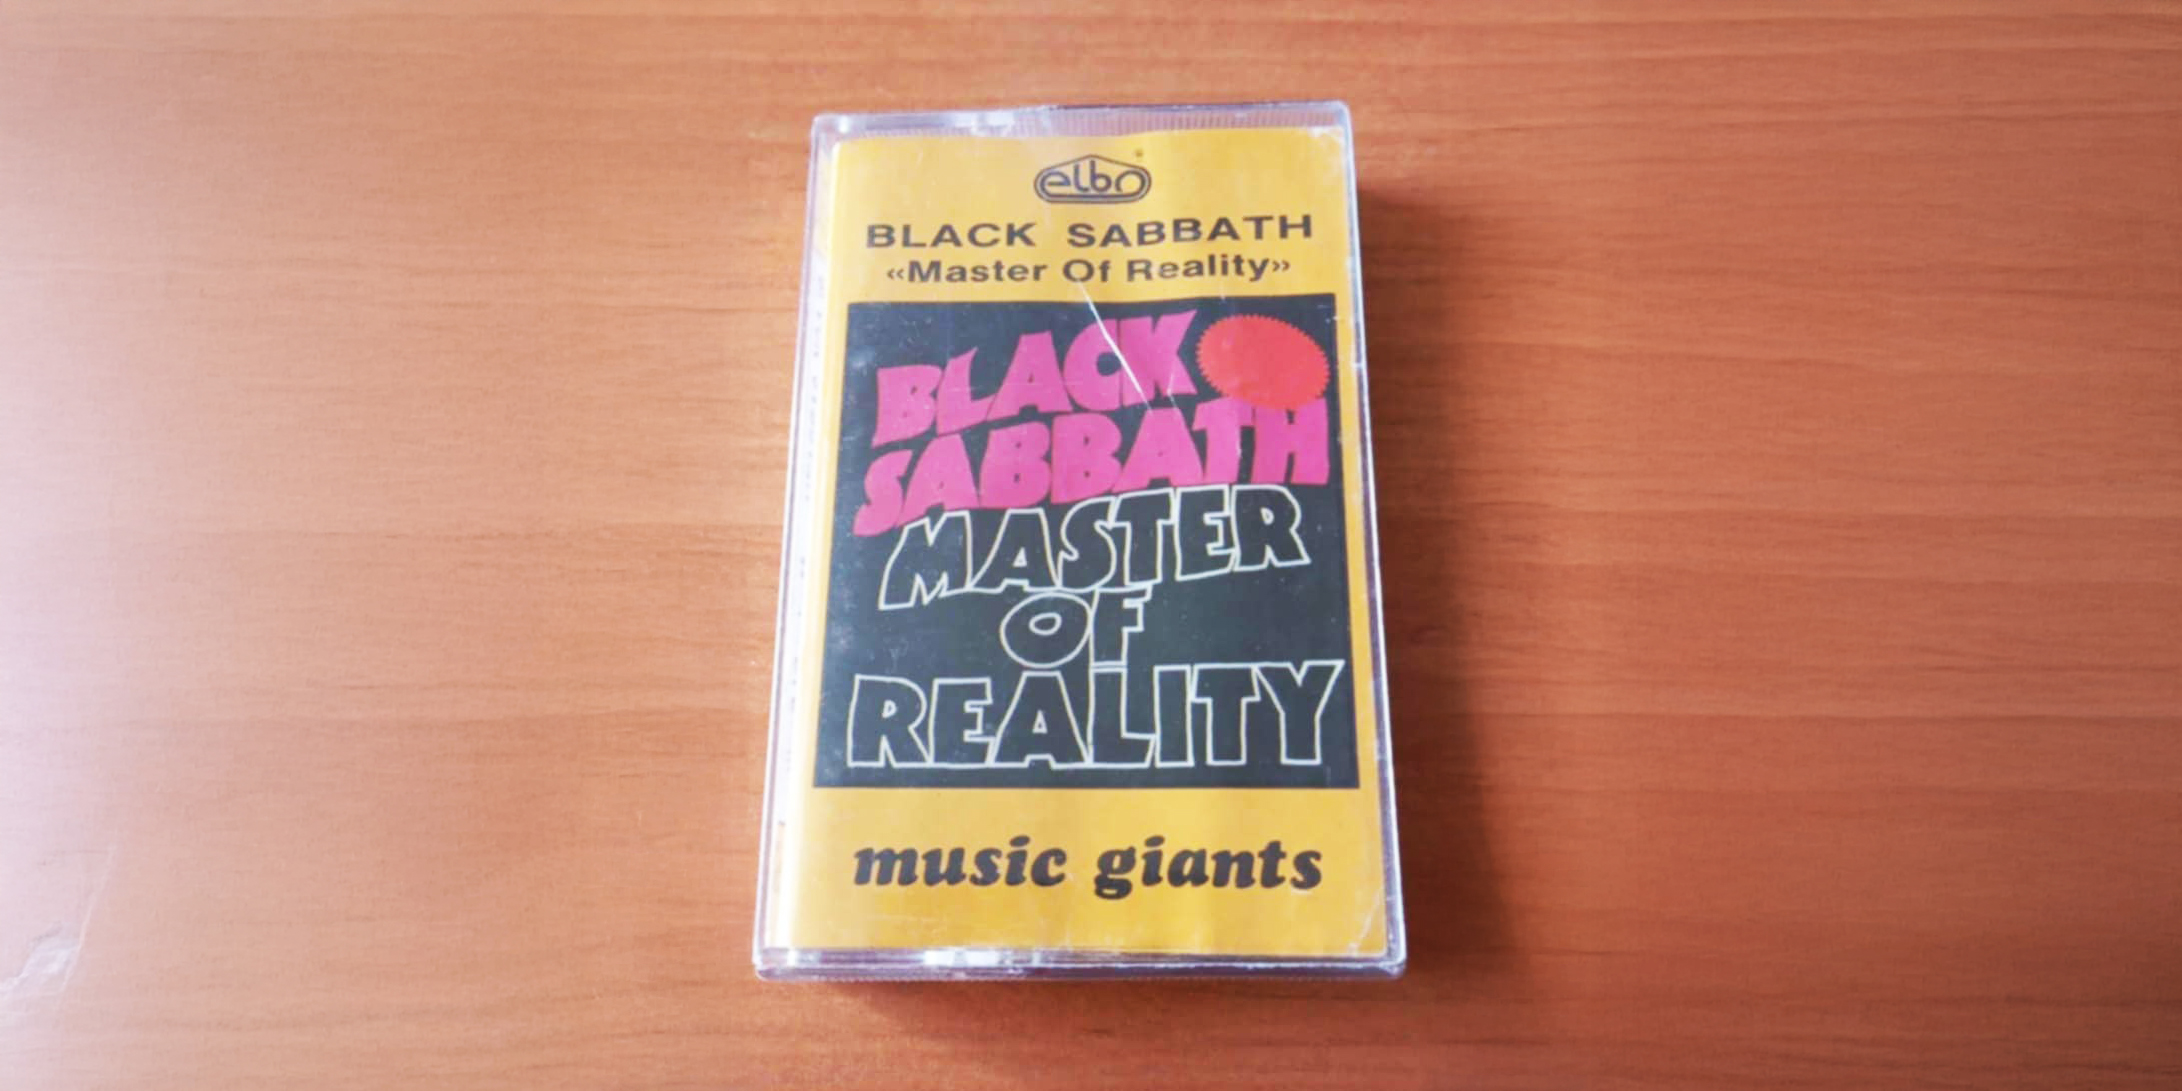 elbo
BLACK SABBATH
«Master Of Reality»
BLACK
SABBATH
MASTER
OF
REALITY
music giants